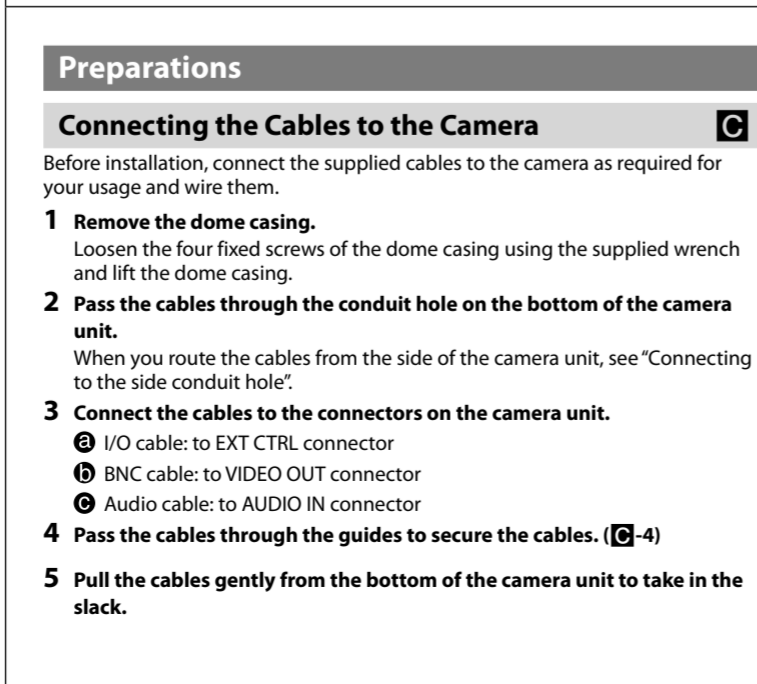 Preparations
Connecting the Cables to the Camera C
Before installation, connect the supplied cables to the camera as required for
your usage and wire them.
1 Remove the dome casing.
Loosen the four fixed screws of the dome casing using the supplied wrench
and lift the dome casing.
2 Pass the cables through the conduit hole on the bottom of the camera
unit.
When you route the cables from the side of the camera unit, see “Connecting
to the side conduit hole”.
3 Connect the cables to the connectors on the camera unit.
a I/O cable: to EXT CTRL connector
b BNC cable: to VIDEO OUT connector
c Audio cable: to AUDIO IN connector
4 Pass the cables through the guides to secure the cables. (C-4)
5 Pull the cables gently from the bottom of the camera unit to take in the
slack.